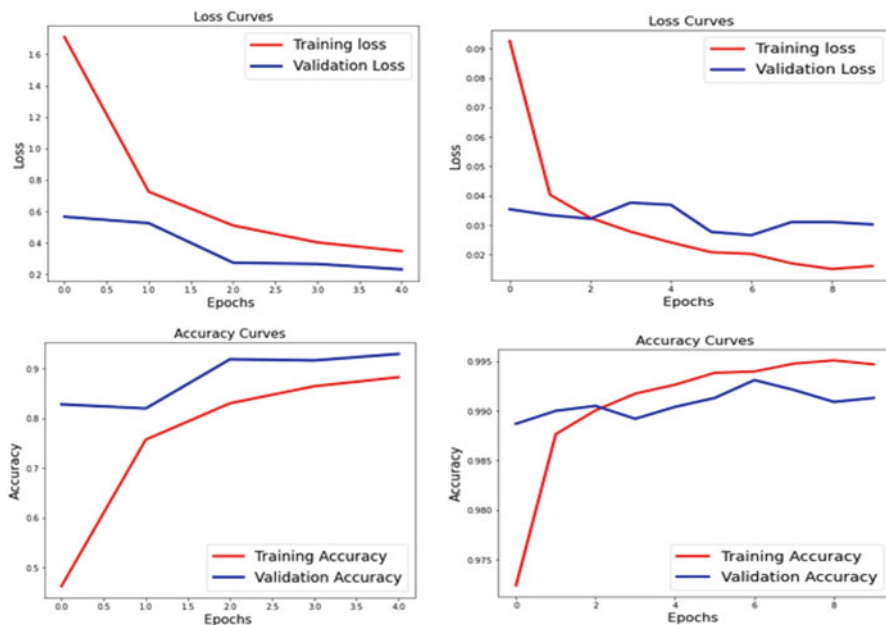 Loss Curves
Training loss
Validation Loss
1.6
1.4
1.2
1.0
0.8
0.6
0.4
0.2
Loss
0.0 0.5 1.0 1.5 2.0 2.5 3.0 3.5 4.0
Epochs
Loss Curves
Training loss
Validation Loss
0.09
0.08
0.07
0.06
0.05
0.04
0.03
0.02
Loss
0 2 4 6 8
Epochs
Accuracy Curves
0.9
0.8
0.7
0.6
0.5
Accuracy
Training Accuracy
Validation Accuracy
0.0 0.5 1.0 1.5 2.0 2.5 3.0 3.5 4.0
Epochs
Accuracy Curves
0.995
0.990
0.985
0.980
0.975
Accuracy
Training Accuracy
Validation Accuracy
0 2 4 6 8
Epochs